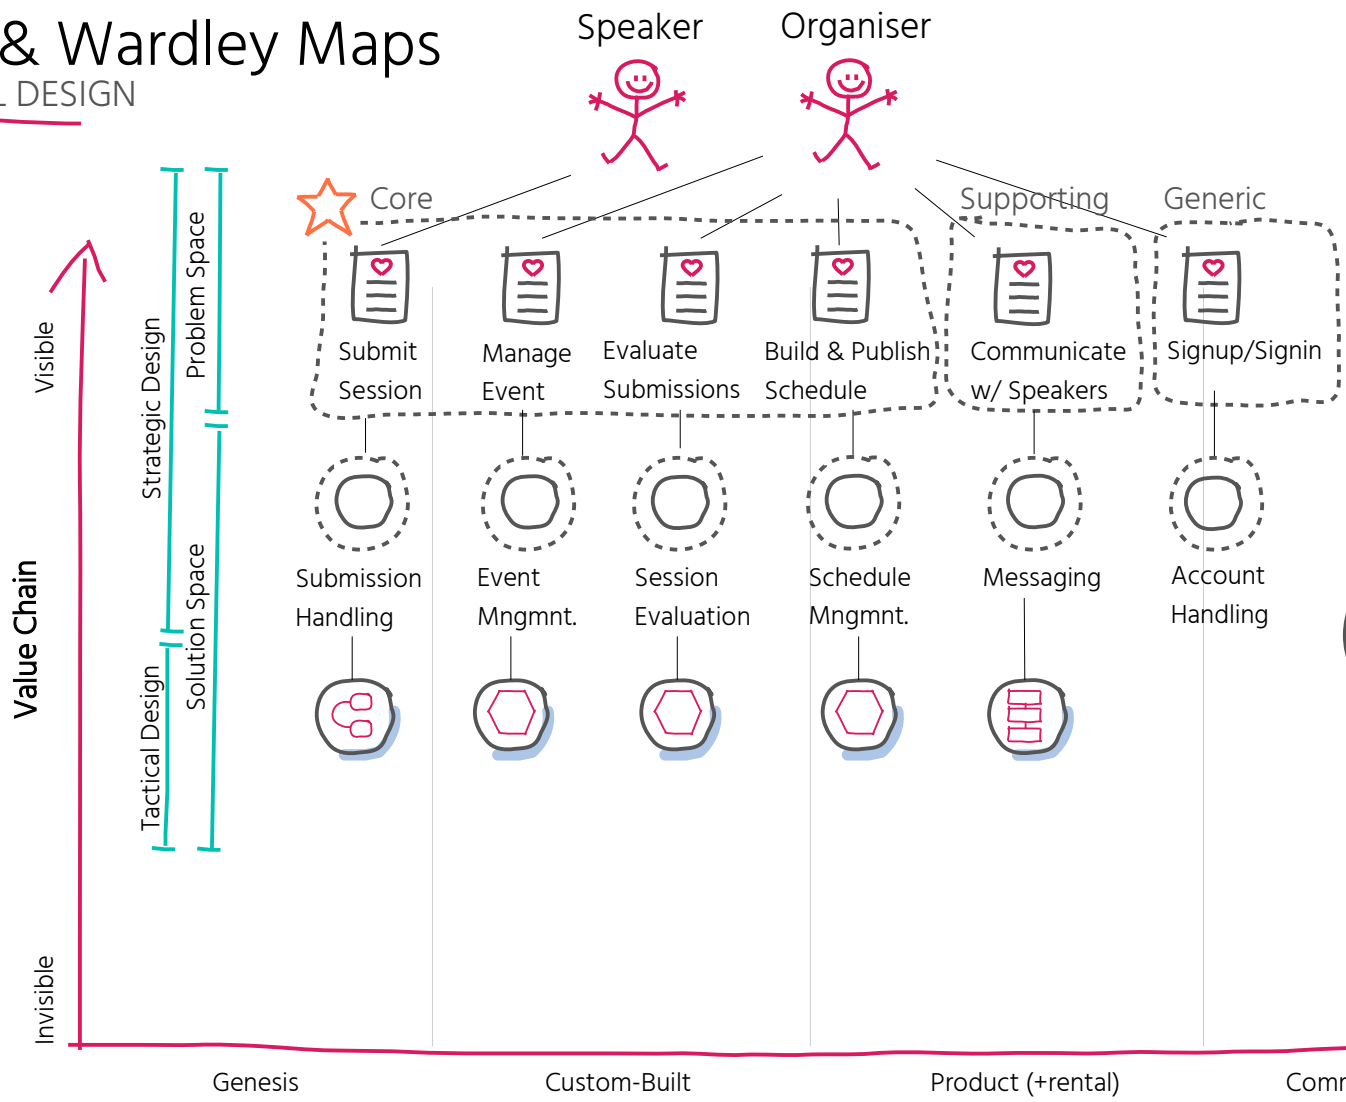 & Wardley Maps
DESIGN
Speaker
Organiser
Core
Supporting
Generic
Submit
Session
Manage
Event
Evaluate
Submissions
Build & Publish
Schedule
Communicate
w/ Speakers
Signup/Signin
Submission
Handling
Event
Mngmnt.
Session
Evaluation
Schedule
Mngmnt.
Messaging
Account
Handling
Visible
Value Chain
Invisible
Strategic Design
Problem Space
Solution Space
Tactical Design
Genesis
Custom-Built
Product (+rental)